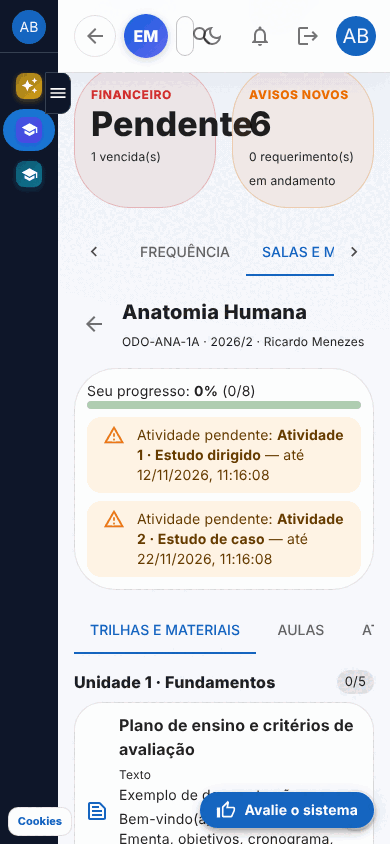 AB
EM
AB
FINANCEIRO
Pendente
1 vencida(s)
AVISOS NOVOS
6
0 requerimento(s)
em andamento
FREQUÊNCIA
SALAS E M
Anatomia Humana
ODO-ANA-1A · 2026/2 · Ricardo Menezes
Seu progresso: 0% (0/8)
Atividade pendente: Atividade
1 · Estudo dirigido — até
12/11/2026, 11:16:08
Atividade pendente: Atividade
2 · Estudo de caso — até
22/11/2026, 11:16:08
TRILHAS E MATERIAIS
AULAS
Unidade 1 · Fundamentos
0/5
Plano de ensino e critérios de
avaliação
Texto
Exemplo de
Bem-vindo(a
Ementa, objetivos, cronograma,
Avalie o sistema
Cookies